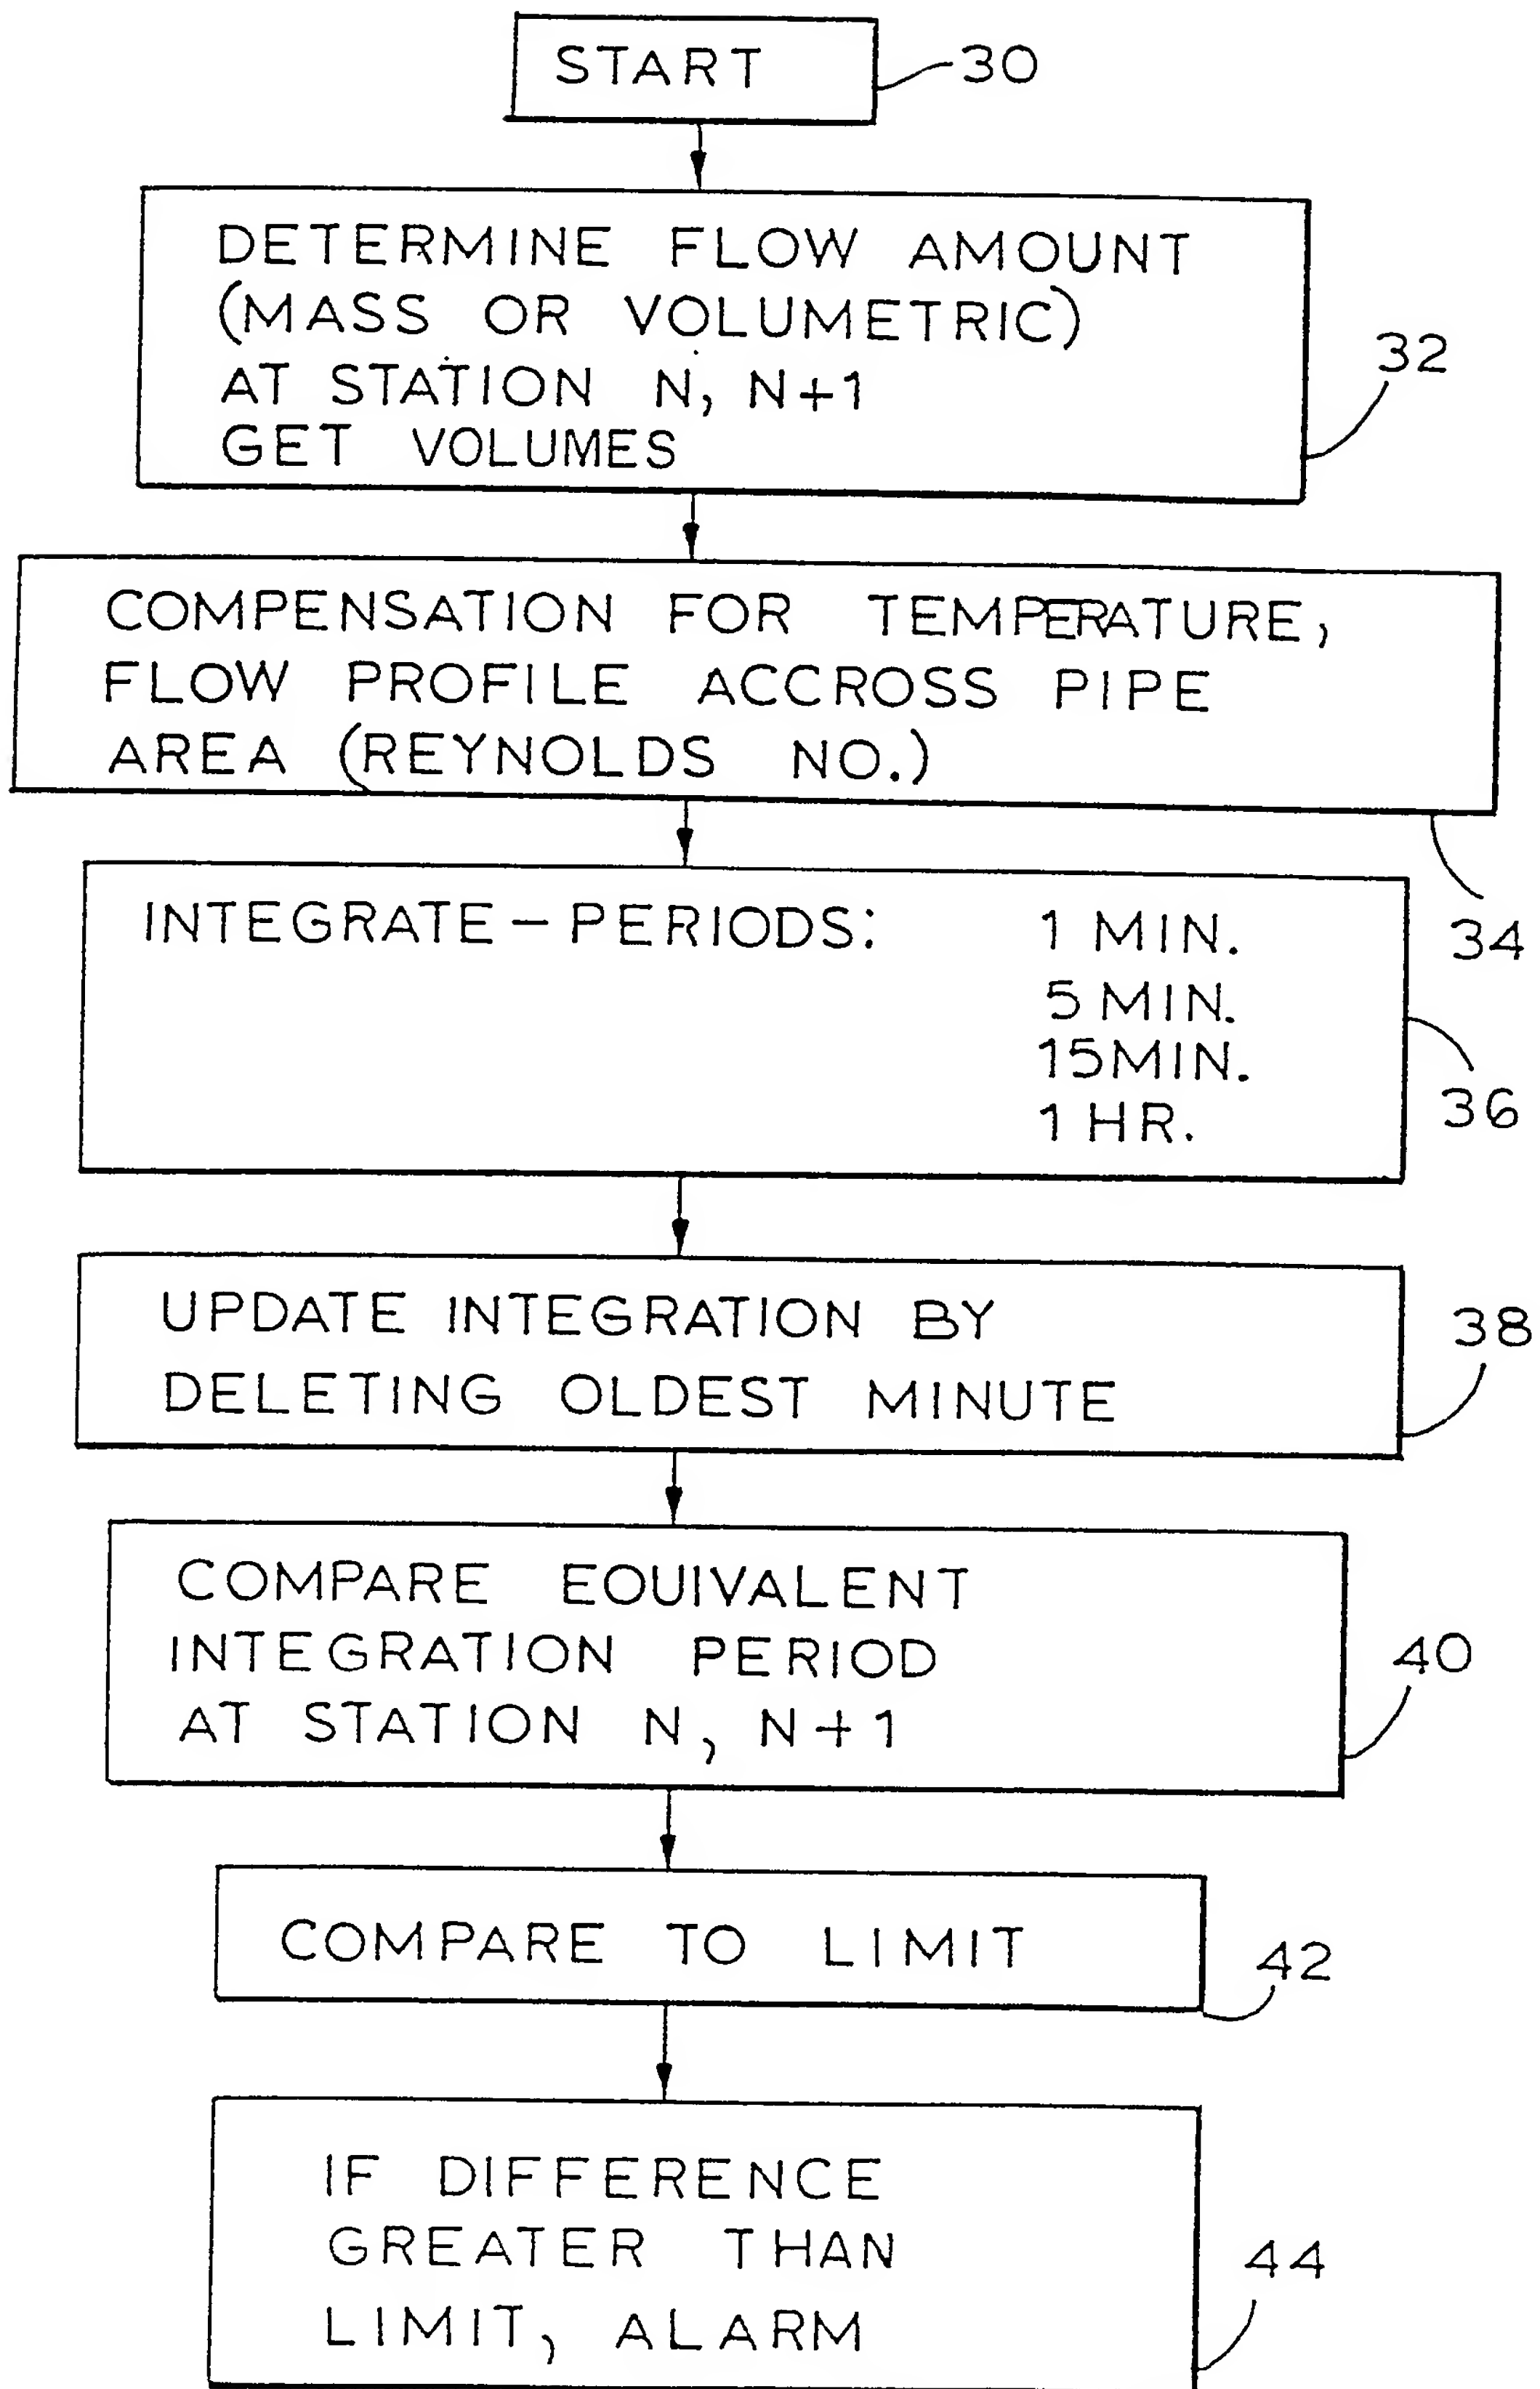 START
30
DETERMINE FLOW AMOUNT
(MASS OR VOLUMETRIC)
AT STATION N, N+1
GET VOLUMES
32
COMPENSATION FOR TEMPERATURE,
FLOW PROFILE ACCROSS PIPE
AREA (REYNOLDS NO.)
34
INTEGRATE-PERIODS: 1 MIN.
5 MIN.
15MIN.
1 HR.
36
UPDATE INTEGRATION BY
DELETING OLDEST MINUTE
38
COMPARE EOUIVALENT
INTEGRATION PERIOD
AT STATION N, N+1
40
COMPARE TO LIMIT
42
IF DIFFERENCE
GREATER THAN
LIMIT, ALARM
44